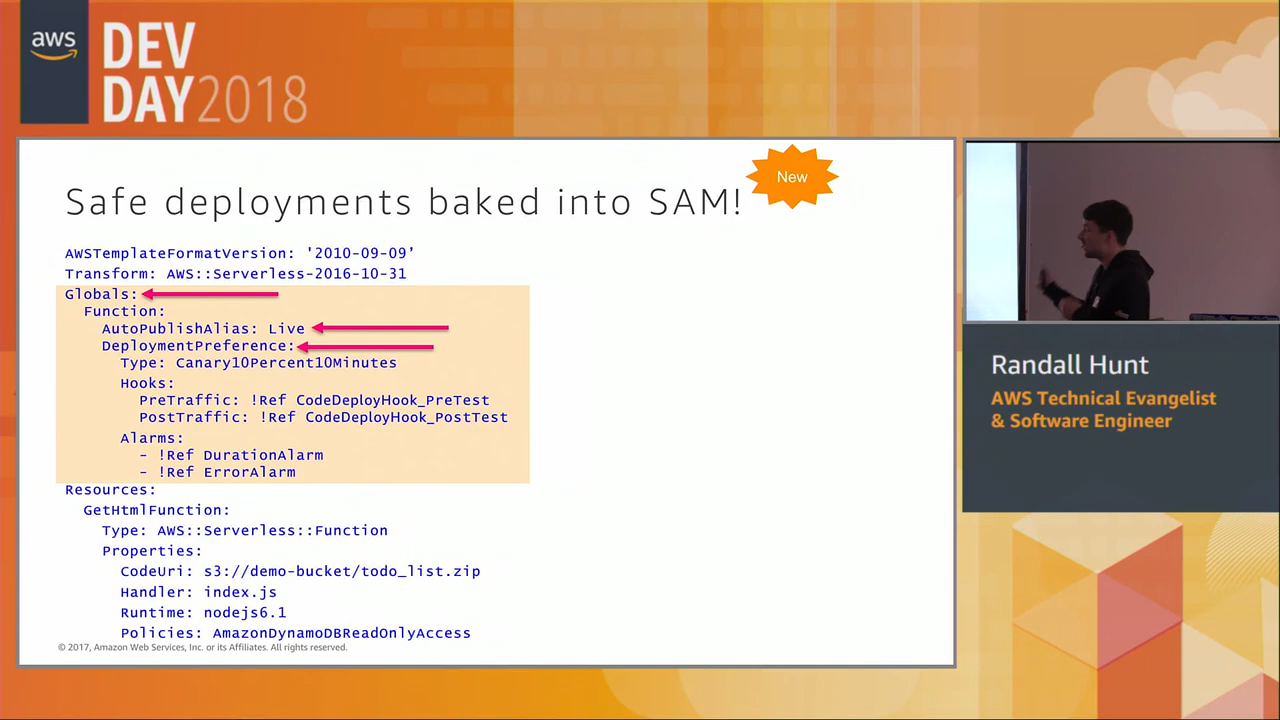 aws
DEV
DAY2018
Safe deployments baked into SAM!
New
AWSTemplateFormatVersion: '2010-09-09’
Transform: AWS::Serverless-2016-10-31
Globals:
Function:
AutoPublishAlias: Live
DeploymentPreference:
Type: Canary10Percent10Minutes
Hooks:
PreTraffic: !Ref CodeDeployHook_PreTest
PostTraffic: !Ref CodeDeployHook_PostTest
Alarms:
- !Ref DurationAlarm
- !Ref ErrorAlarm
Resources:
GetHtmlFunction:
Type: AWS::Serverless::Function
Properties:
CodeUri: s3://demo-bucket/todo_list.zip
Handler: index.js
Runtime: nodejs6.1
Policies: AmazonDynamoDBReadOnlyAccess
© 2017, Amazon Web Services, Inc. or its Affiliates. All rights reserved.
Randall Hunt
AWS Technical Evangelist
& Software Engineer